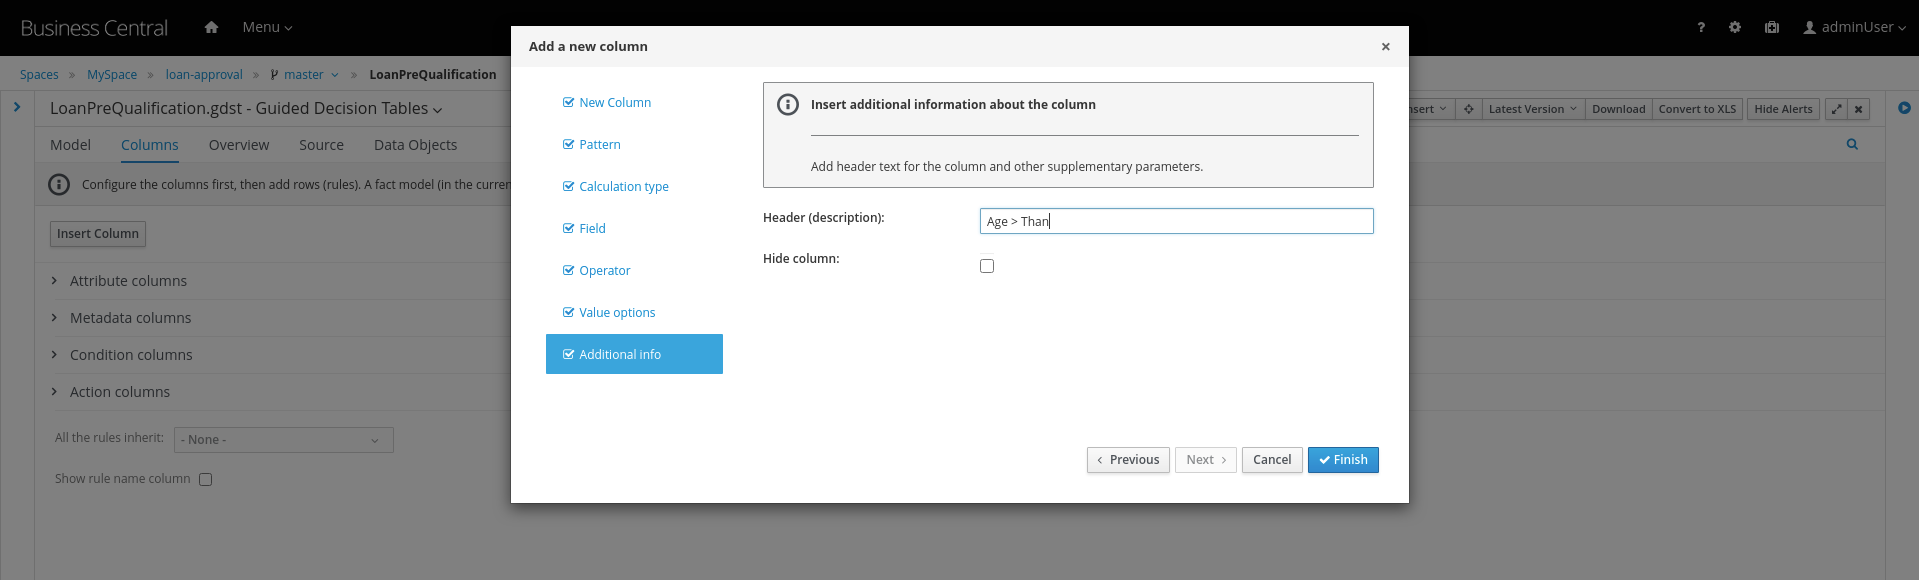 Business Central
Menu
?
adminUser
Spaces » MySpace » loan-approval » master » LoanPreQualification
LoanPreQualification.gdst - Guided Decision Tables
Latest Version
Download
Convert to XLS
Hide Alerts
Model
Columns
Overview
Source
Data Objects
Configure the columns first, then add rows (rules). A fact model (in the
Insert Column
Attribute columns
Metadata columns
Condition columns
Action columns
All the rules inherit:
- None -
Show rule name column
Add a new column
×
New Column
Pattern
Calculation type
Field
Operator
Value options
Additional info
Insert additional information about the column
Add header text for the column and other supplementary parameters.
Header (description):
Age > Than
Hide column:
Previous
Next
Cancel
Finish